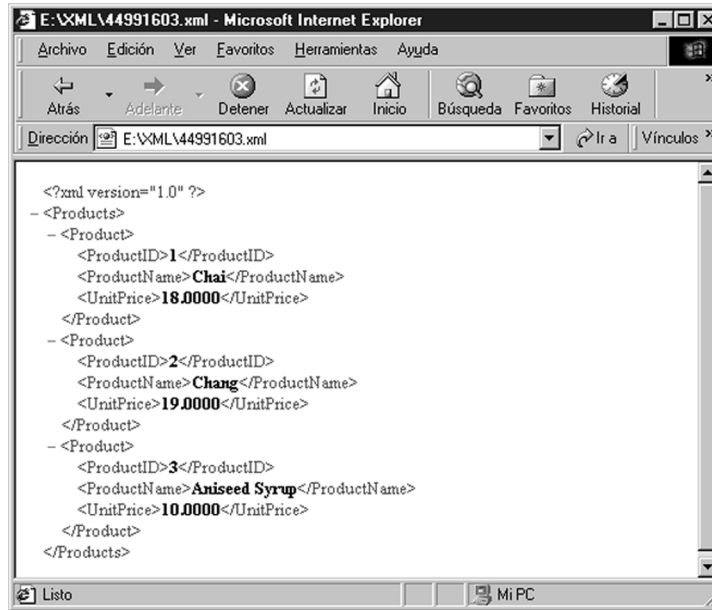 E:\XML\44991603.xml - Microsoft Internet Explorer
Archivo Edición Ver Favoritos Herramientas Ayuda
Atrás Adelante Detener Actualizar Inicio Búsqueda Favoritos Historial »
Dirección E:\XML\44991603.xml Ir a Vínculos »
<?xml version="1.0" ?>
– <Products>
– <Product>
<ProductID>1</ProductID>
<ProductName>Chai</ProductName>
<UnitPrice>18.0000</UnitPrice>
</Product>
– <Product>
<ProductID>2</ProductID>
<ProductName>Chang</ProductName>
<UnitPrice>19.0000</UnitPrice>
</Product>
– <Product>
<ProductID>3</ProductID>
<ProductName>Aniseed Syrup</ProductName>
<UnitPrice>10.0000</UnitPrice>
</Product>
</Products>
Listo Mi PC